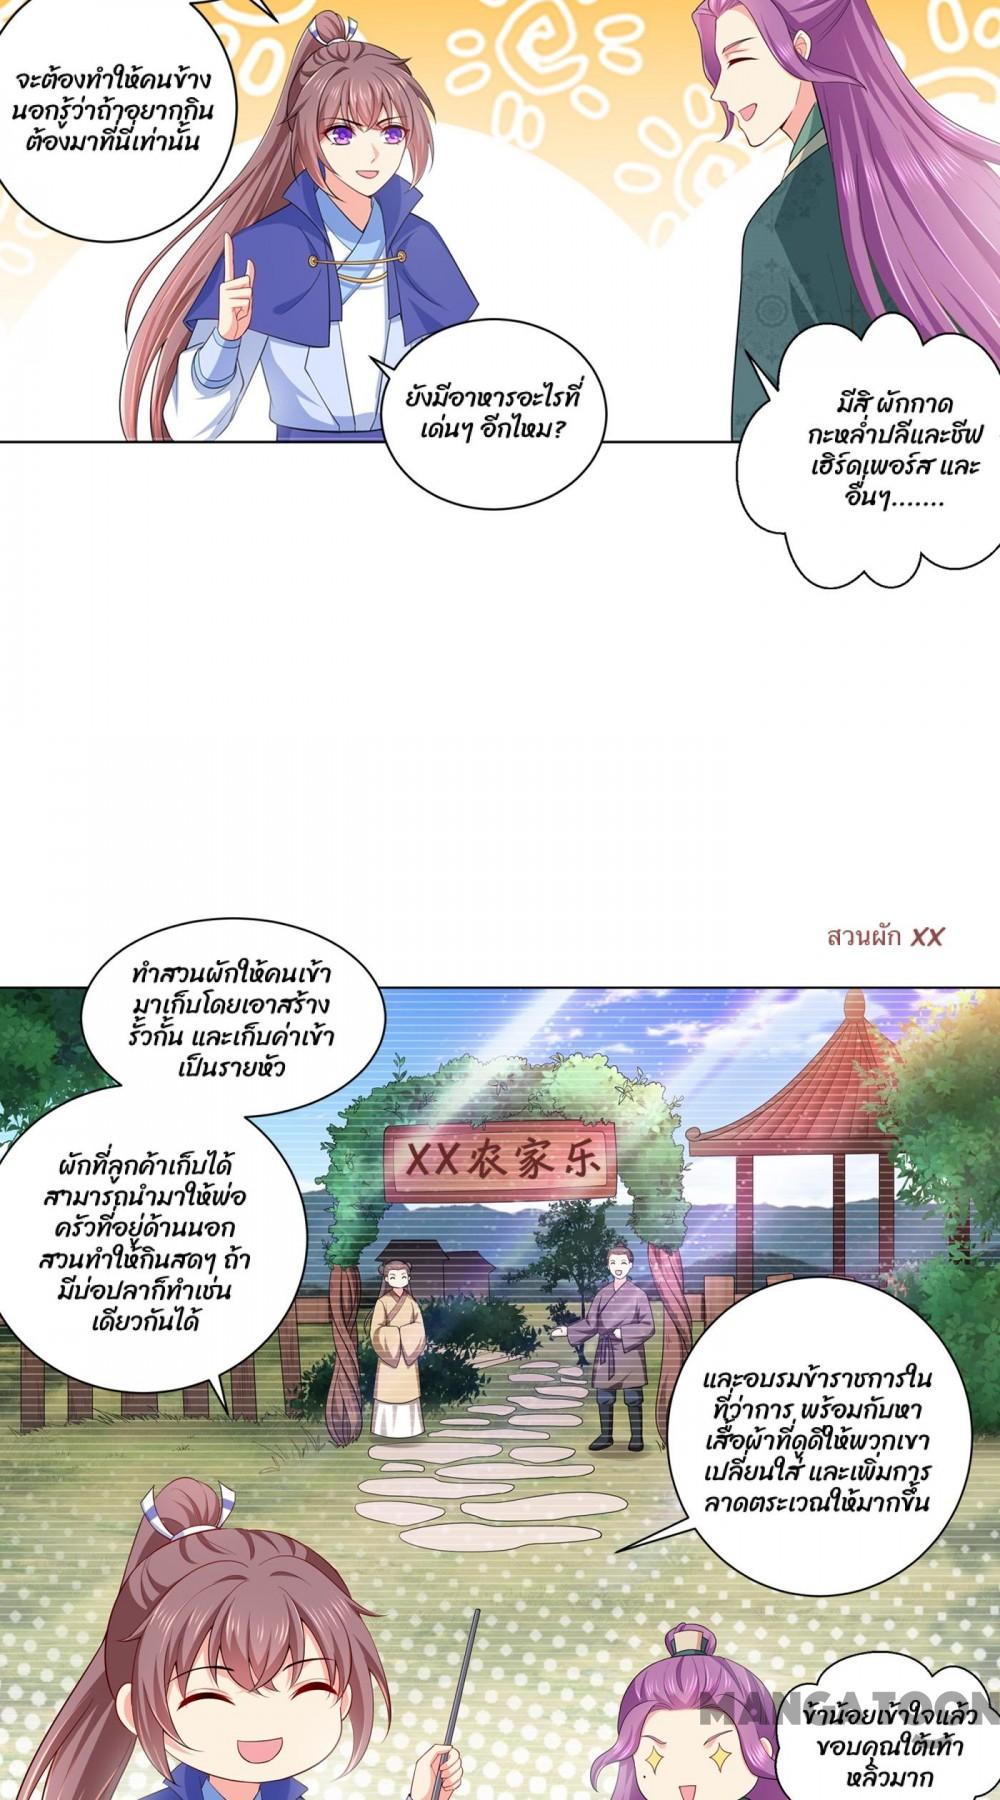 จะต้องทำให้คนข้าง
นอกรู้ว่าถ้าอยากกิน
ต้องมาที่นี่เท่านั้น
ยังมีอาหารอะไรที่
เด่นๆ อีกไหม?
มีสิ ผักกาด
กะหล่ำปลีและชีฟ
เฮิร์ดเพอร์ส และ
อื่นๆ.......
สวนผัก XX
ทำสวนผักให้คนเข้า
มาเก็บโดยเอาสร้าง
รั้วกั้น และเก็บค่าเข้า
เป็นรายหัว
XX农家乐
ผักที่ลูกค้าเก็บได้
สามารถนำมาให้พ่อ
ครัวที่อยู่ด้านนอก
สวนทำให้กินสดๆ ถ้า
มีบ่อปลาก็ทำเช่น
เดียวกันได้
และอบรมข้าราชการใน
ที่ว่าการ พร้อมกับหา
เสื้อผ้าที่ดูดีให้พวกเขา
เปลี่ยนใส่ และเพิ่มการ
ลาดตระเวณให้มากขึ้น
MANGATOON
ข้าน้อยเข้าใจแล้ว
ขอบคุณใต้เท้า
หลิวมาก